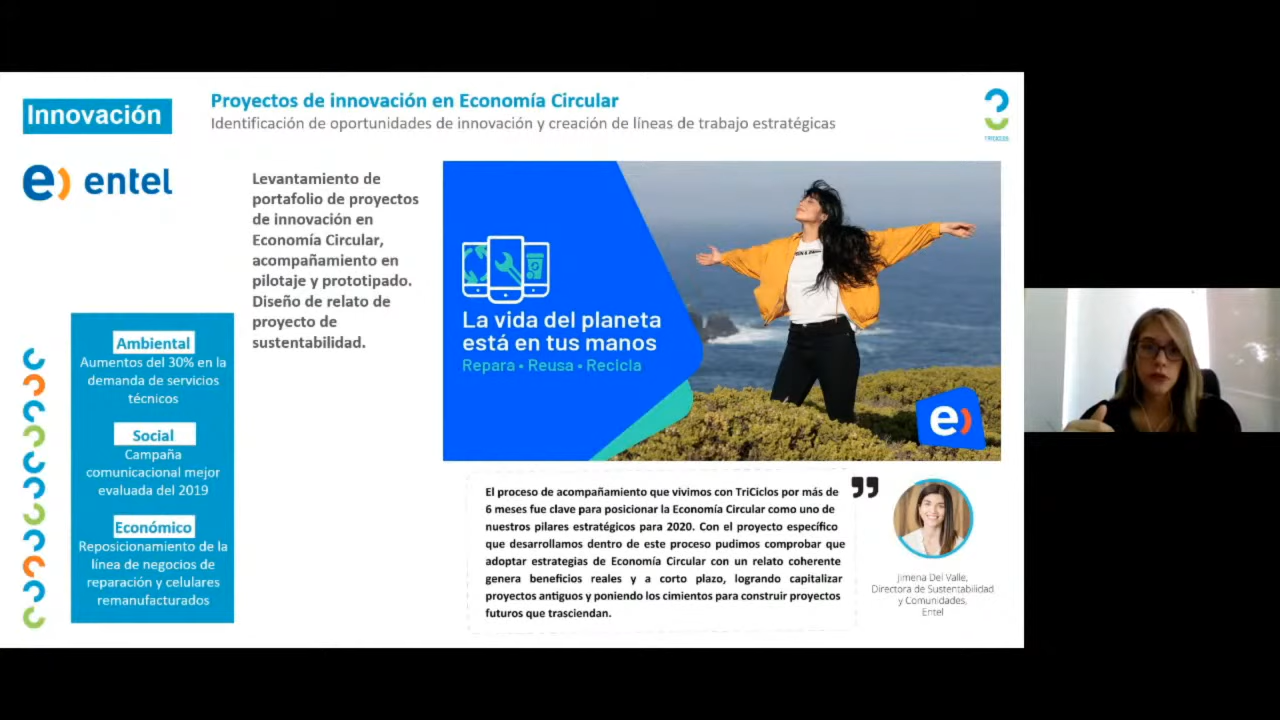 Innovación
Proyectos de innovación en Economía Circular
Identificación de oportunidades de innovación y creación de líneas de trabajo estratégicas
e) entel
Levantamiento de
portafolio de proyectos
de innovación en
Economía Circular,
acompañamiento en
pilotaje y prototipado.
Diseño de relato de
proyecto de
sustentabilidad.
La vida del planeta
está en tus manos
Repara • Reusa • Recicla
e)
Ambiental
Aumentos del 30% en la
demanda de servicios
técnicos
Social
Campaña
comunicacional mejor
evaluada del 2019
Económico
Reposicionamiento de la
línea de negocios de
reparación y celulares
remanufacturados
El proceso de acompañamiento que vivimos con TriCiclos por más de
6 meses fue clave para posicionar la Economía Circular como uno de
nuestros pilares estratégicos para 2020. Con el proyecto específico
que desarrollamos dentro de este proceso pudimos comprobar que
adoptar estrategias de Economía Circular con un relato coherente
genera beneficios reales y a corto plazo, logrando capitalizar
proyectos antiguos y poniendo los cimientos para construir proyectos
futuros que trasciendan.
Jimena Del Valle,
Directora de Sustentabilidad
y Comunidades,
Entel